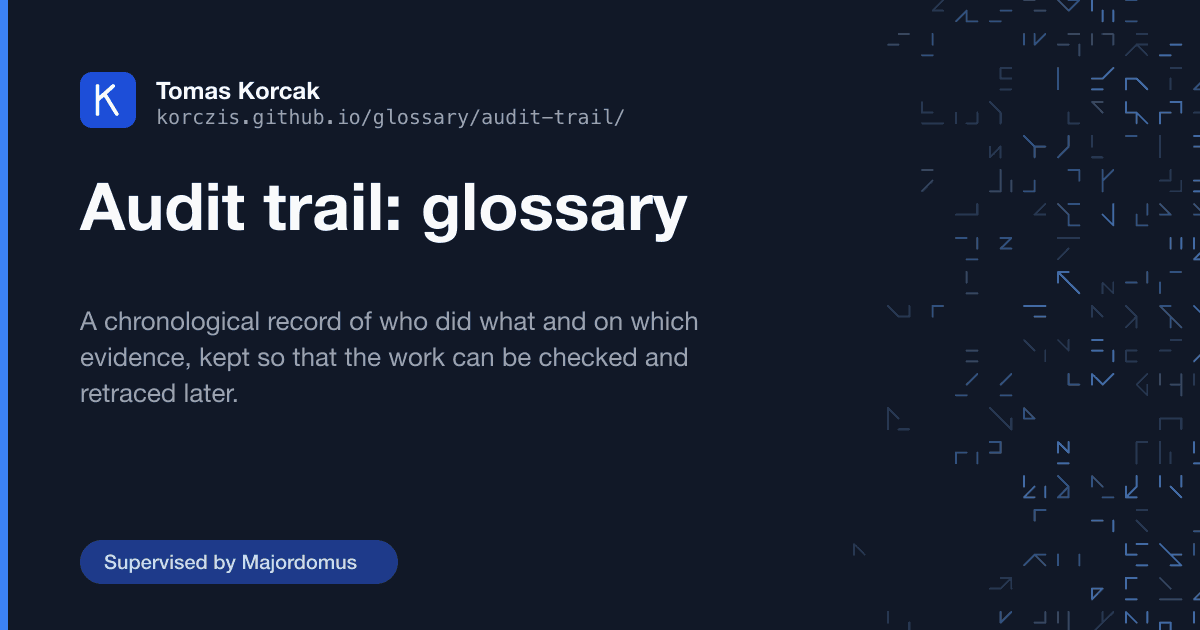 K
Tomas Korcak
korczis.github.io/glossary/audit-trail/
Audit trail: glossary
A chronological record of who did what and on which
evidence, kept so that the work can be checked and
retraced later.
Supervised by Majordomus